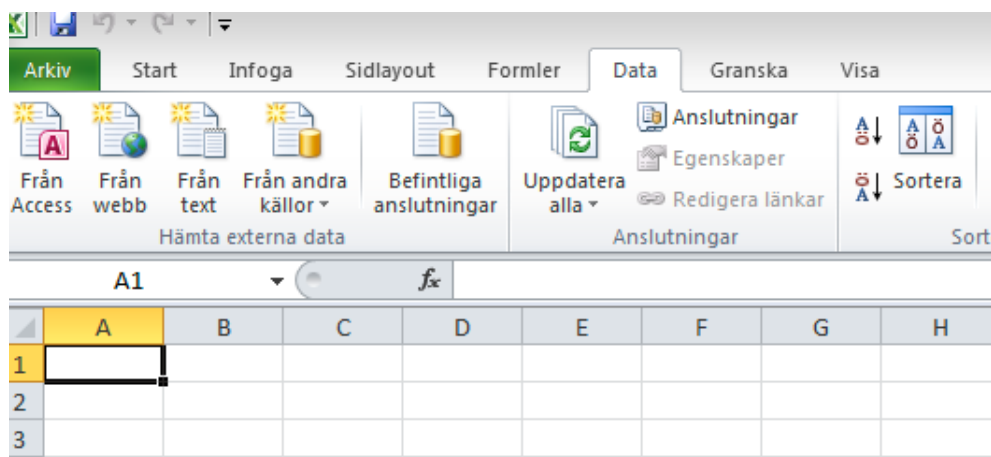 Arkiv Start Infoga Sidlayout Formler Data Granska Visa
Från Access
Från webb
Från text
Från andra källor
Befintliga anslutningar
Uppdatera alla
Anslutningar
Egenskaper
Redigera länkar
Sortera
Hämta externa data Anslutningar Sort
A1 fx
A B C D E F G H
1
2
3